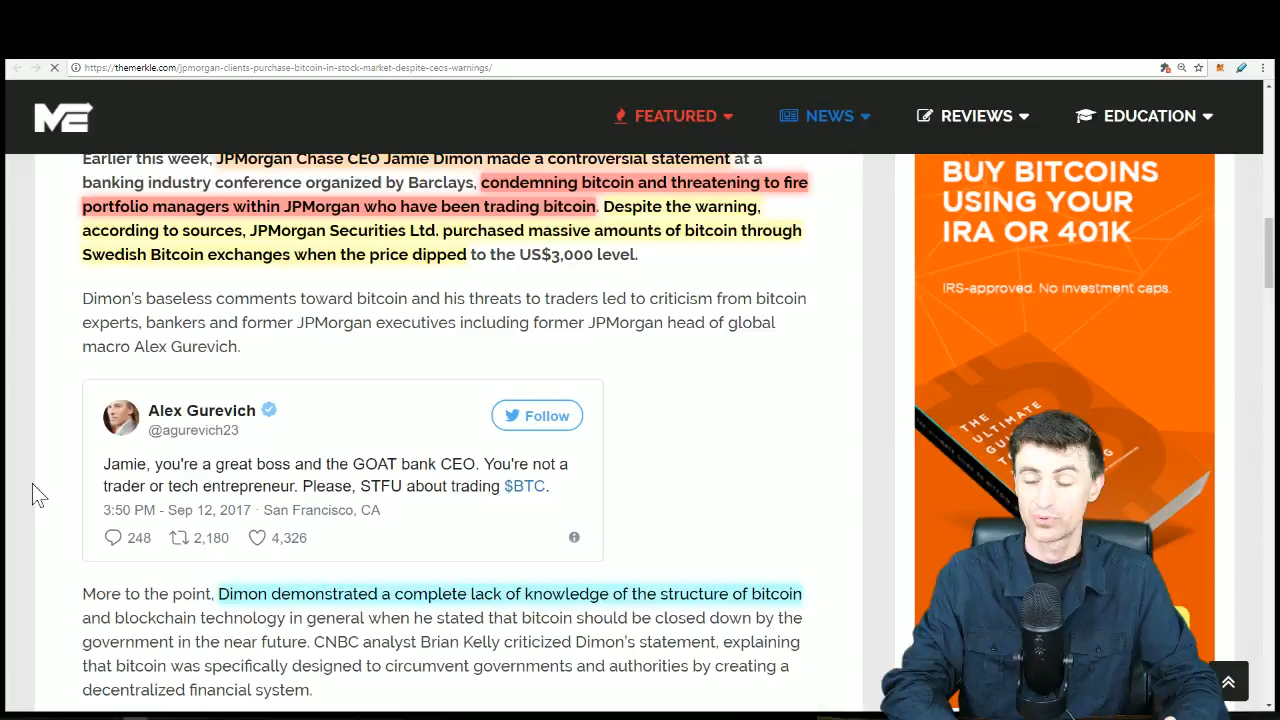 https://themerkle.com/jpmorgan-clients-purchase-bitcoin-in-stock-market-despite-ceos-warnings/
ME
FEATURED
NEWS
REVIEWS
EDUCATION
Earlier this week, JPMorgan Chase CEO Jamie Dimon made a controversial statement at a
banking industry conference organized by Barclays, condemning bitcoin and threatening to fire
portfolio managers within JPMorgan who have been trading bitcoin. Despite the warning,
according to sources, JPMorgan Securities Ltd. purchased massive amounts of bitcoin through
Swedish Bitcoin exchanges when the price dipped to the US$3,000 level.
Dimon's baseless comments toward bitcoin and his threats to traders led to criticism from bitcoin
experts, bankers and former JPMorgan executives including former JPMorgan head of global
macro Alex Gurevich.
Alex Gurevich
@agurevich23
Follow
Jamie, you're a great boss and the GOAT bank CEO. You're not a
trader or tech entrepreneur. Please, STFU about trading $BTC.
3:50 PM - Sep 12, 2017 · San Francisco, CA
248 2,180 4,326
More to the point, Dimon demonstrated a complete lack of knowledge of the structure of bitcoin
and blockchain technology in general when he stated that bitcoin should be closed down by the
government in the near future. CNBC analyst Brian Kelly criticized Dimon's statement, explaining
that bitcoin was specifically designed to circumvent governments and authorities by creating a
decentralized financial system.
BUY BITCOINS
USING YOUR
IRA OR 401K
IRS-approved. No investment caps.
THE
ULTIMATE